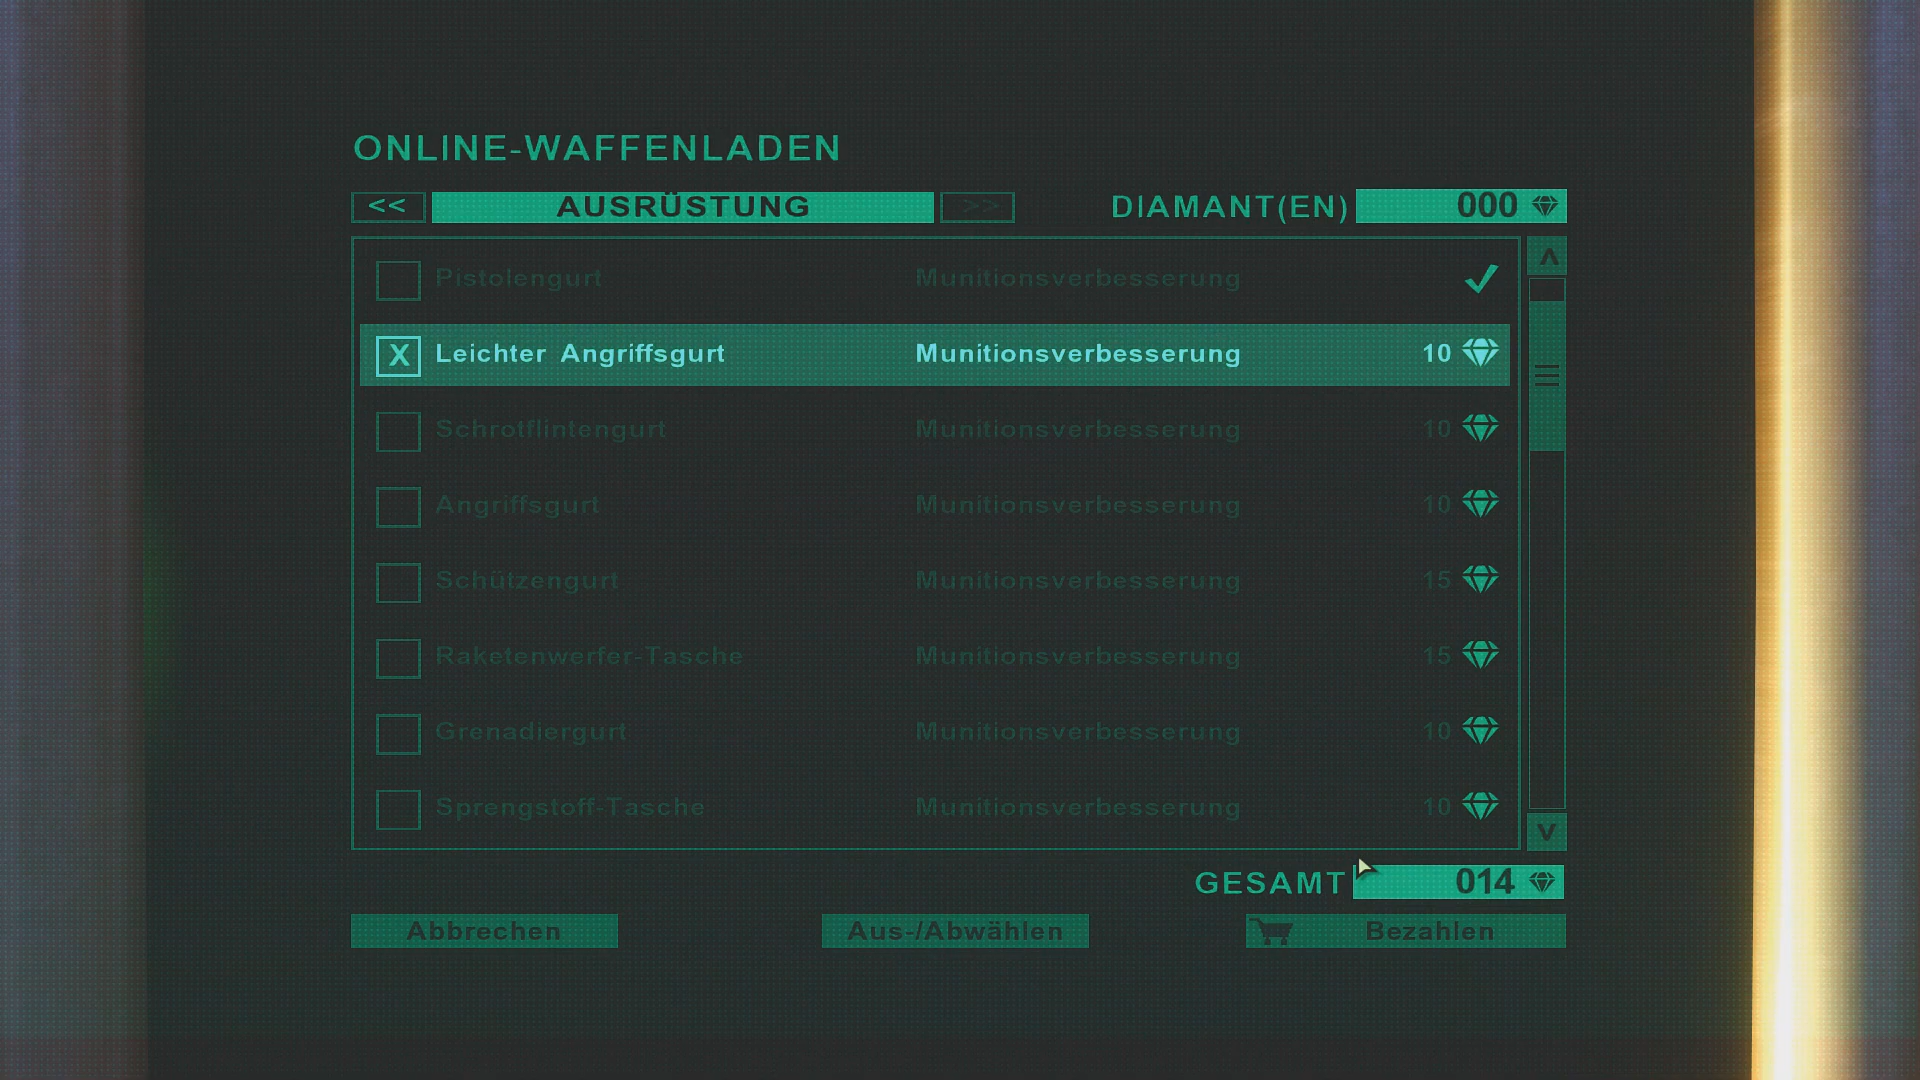 ONLINE-WAFFENLADEN
<< AUSRÜSTUNG >> DIAMANT(EN) 000
Pistolengurt Munitionsverbesserung
X Leichter Angriffsgurt Munitionsverbesserung 10
Schrotflintengurt Munitionsverbesserung 10
Angriffsgurt Munitionsverbesserung 10
Schützengurt Munitionsverbesserung 15
Raketenwerfer-Tasche Munitionsverbesserung 15
Grenadiergurt Munitionsverbesserung 10
Sprengstoff-Tasche Munitionsverbesserung 10
GESAMT 014
Abbrechen Aus-/Abwählen Bezahlen